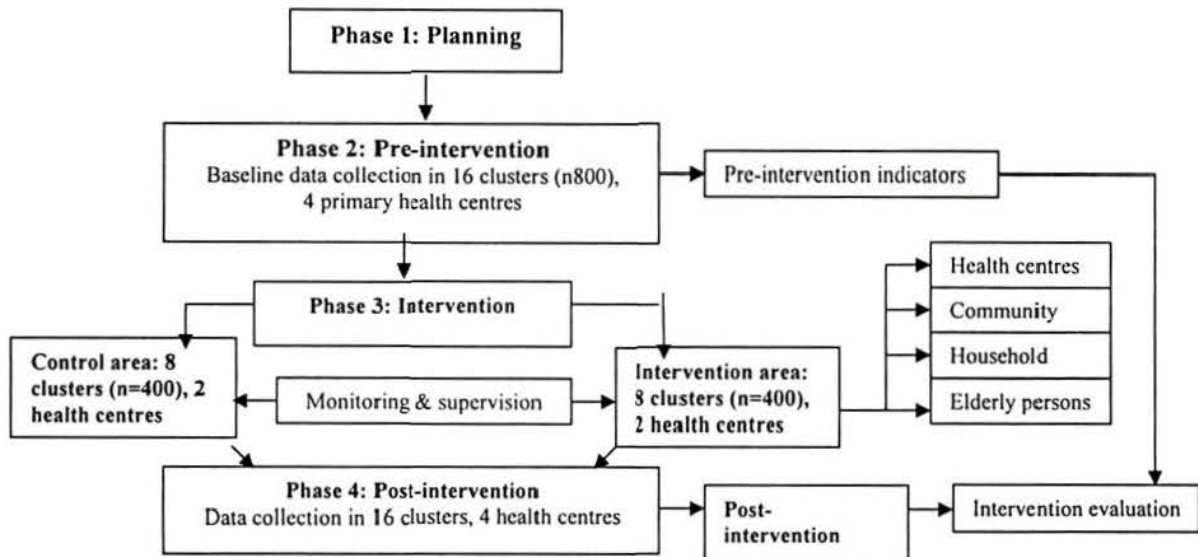 Phase 1: Planning
Phase 2: Pre-intervention
Baseline data collection in 16 clusters (n800),
4 primary health centres
Pre-intervention indicators
Phase 3: Intervention
Health centres
Community
Household
Elderly persons
Control area: 8
clusters (n=400), 2
health centres
Monitoring & supervision
Intervention area:
8 clusters (n=400),
2 health centres
Phase 4: Post-intervention
Data collection in 16 clusters, 4 health centres
Post-
intervention
Intervention evaluation